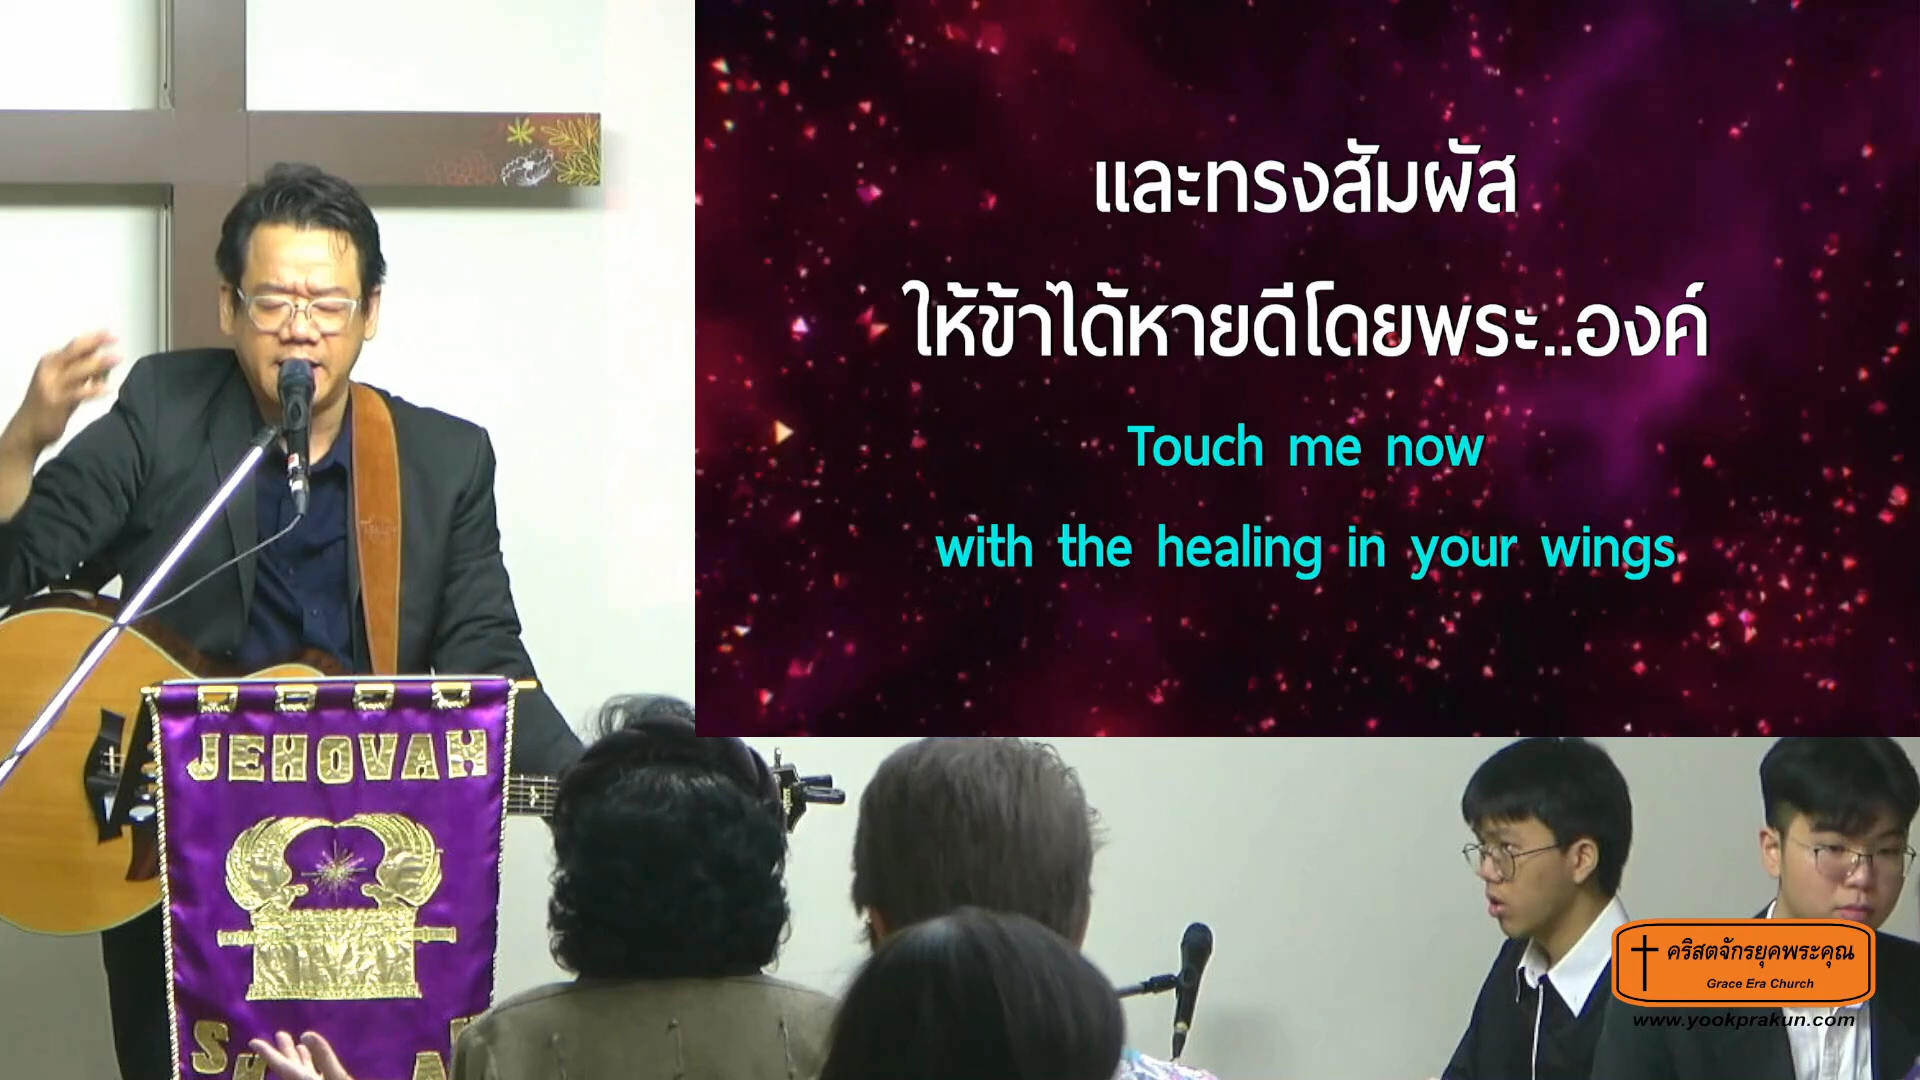 และทรงสัมผัส
ให้ข้าได้หายดีโดยพระ..องค์
Touch me now
with the healing in your wings
JEHOVAH
คริสตจักรยุคพระคุณ
Grace Era Church
www.yookprakun.com